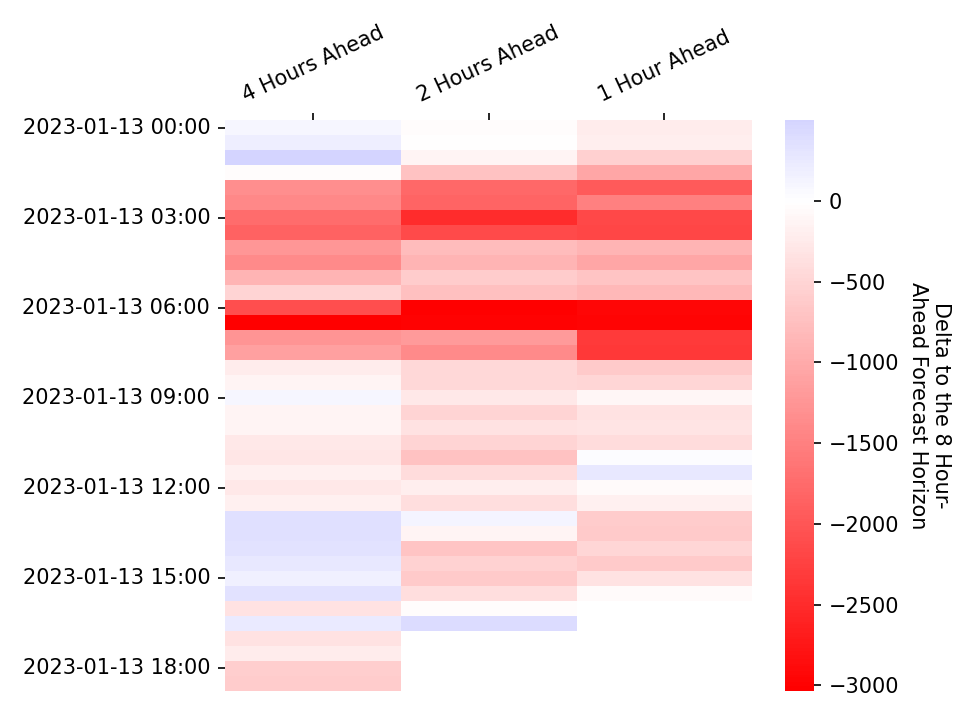 4 Hours Ahead
2 Hours Ahead
1 Hour Ahead
2023-01-13 00:00
2023-01-13 03:00
2023-01-13 06:00
2023-01-13 09:00
2023-01-13 12:00
2023-01-13 15:00
2023-01-13 18:00
0
−500
−1000
−1500
−2000
−2500
−3000
Delta to the 8 Hour-
Ahead Forecast Horizon